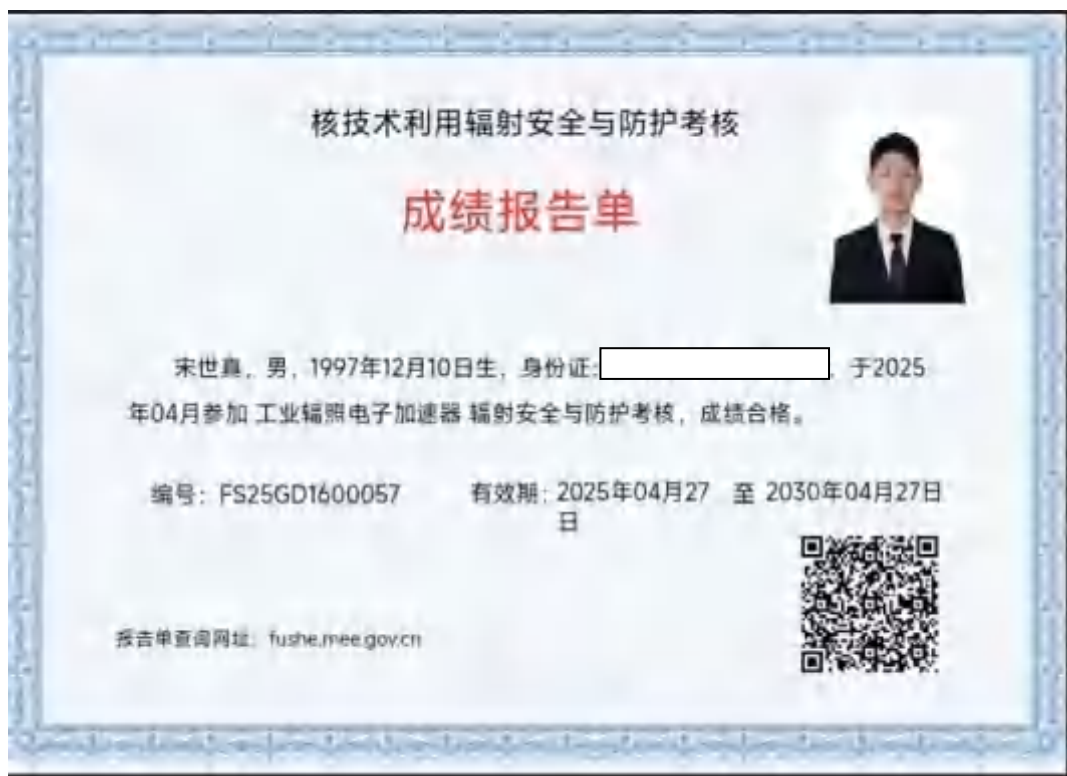 核技术利用辐射安全与防护考核
成绩报告单
宋世真，男，1997年12月10日生，身份证： 于2025
年04月参加 工业辐照电子加速器 辐射安全与防护考核，成绩合格。
编号：FS25GD1600057 有效期：2025年04月27日 至 2030年04月27日
报告单查询网址：fushe.mee.gov.cn